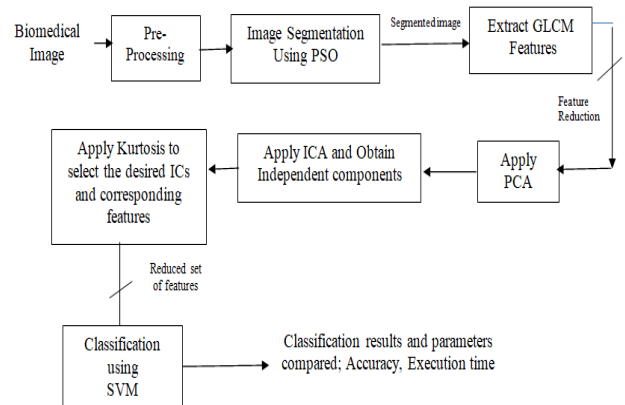 Biomedical
Image
Pre-
Processing
Image Segmentation
Using PSO
Segmented image
Extract GLCM
Features
Feature
Reduction
Apply Kurtosis to
select the desired ICs
and corresponding
features
Apply ICA and Obtain
Independent components
Apply
PCA
Reduced set
of features
Classification
using
SVM
Classification results and parameters
compared; Accuracy, Execution time